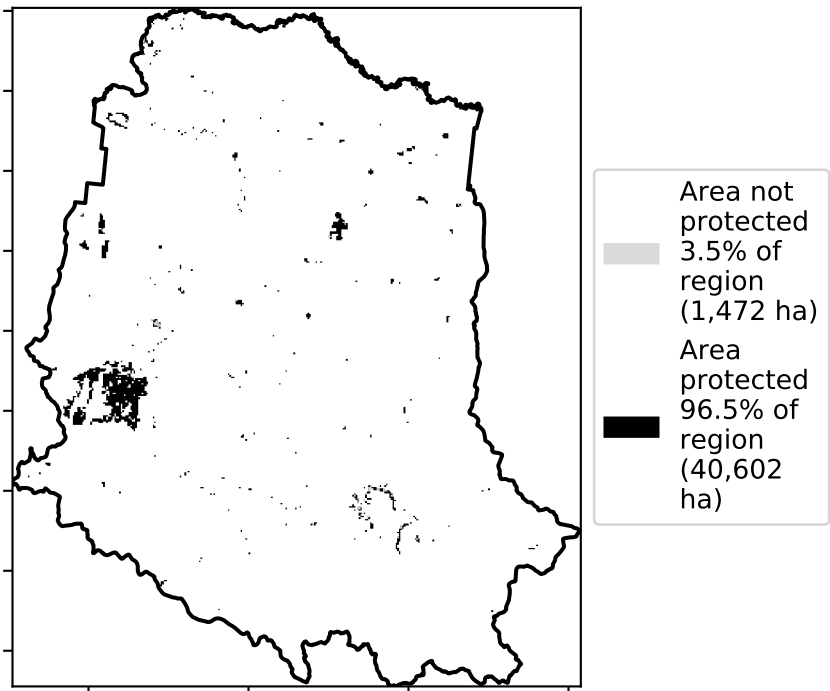 Area not
protected
3.5% of
region
(1,472 ha)
Area
protected
96.5% of
region
(40,602
ha)